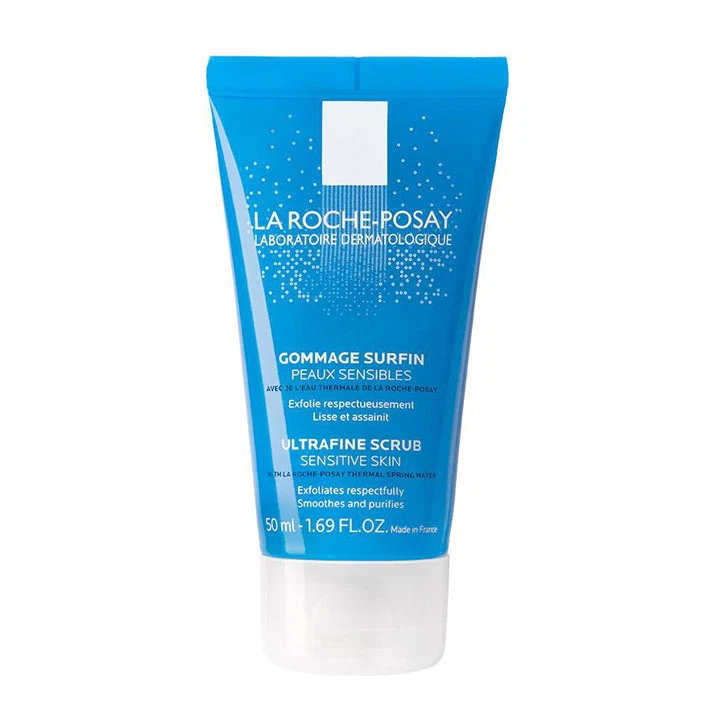 LA ROCHE-POSAY
LABORATOIRE DERMATOLOGIQUE
GOMMAGE SURFIN
PEAUX SENSIBLES
AVEC DE L'EAU THERMALE DE LA ROCHE-POSAY
Exfolie respectueusement
Lisse et assainit
ULTRAFINE SCRUB
SENSITIVE SKIN
WITH LA ROCHE-POSAY THERMAL SPRING WATER
Exfoliates respectfully
Smoothes and purifies
50 ml - 1.69 FL.OZ. Made in France